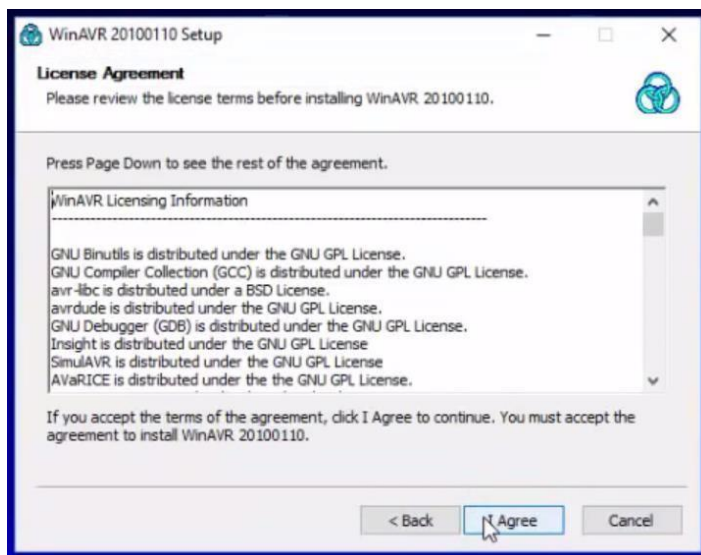 WinAVR 20100110 Setup
License Agreement
Please review the license terms before installing WinAVR 20100110.
Press Page Down to see the rest of the agreement.
WinAVR Licensing Information
--------------------------------------------------------------------------------
GNU Binutils is distributed under the GNU GPL License.
GNU Compiler Collection (GCC) is distributed under the GNU GPL License.
avr-libc is distributed under a BSD License.
avrdude is distributed under the GNU GPL License.
GNU Debugger (GDB) is distributed under the GNU GPL License.
Insight is distributed under the GNU GPL License
SimulAVR is distributed under the GNU GPL License
AVaRICE is distributed under the the GNU GPL License.
If you accept the terms of the agreement, click I Agree to continue. You must accept the
agreement to install WinAVR 20100110.
< Back I Agree Cancel